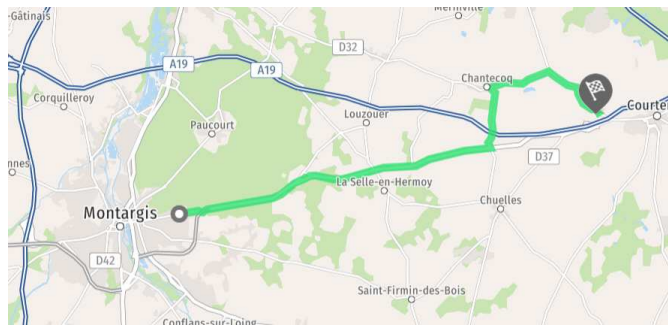 -Gâtinais
Merinville
D32
A19
A19
Chantecoq
Corquilleroy
Louzouer
Courte
Paucourt
nnes
D37
La Selle-en-Hermoy
Montargis
Chuelles
D42
Saint-Firmin-des-Bois
Conflans-sur-Loing